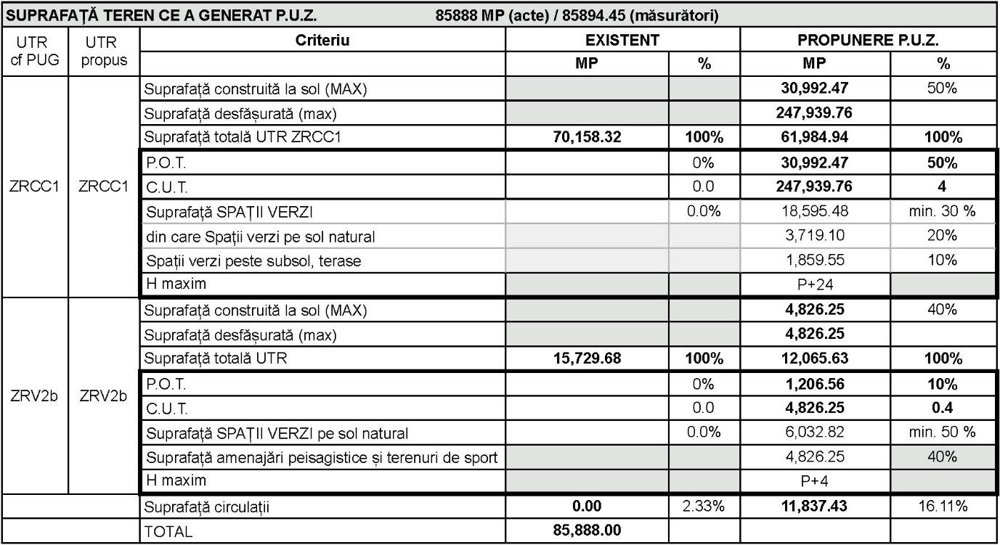 SUPRAFAȚĂ TEREN CE A GENERAT P.U.Z. 85888 MP (acte) / 85894.45 (măsurători)
UTR cf PUG UTR propus Criteriu EXISTENT PROPUNERE P.U.Z.
MP % MP %
ZRCC1 ZRCC1
Suprafață construită la sol (MAX) 30,992.47 50%
Suprafață desfășurată (max) 247,939.76
Suprafață totală UTR ZRCC1 70,158.32 100% 61,984.94 100%
P.O.T. 0% 30,992.47 50%
C.U.T. 0.0 247,939.76 4
Suprafață SPAȚII VERZI 0.0% 18,595.48 min. 30 %
din care Spații verzi pe sol natural 3,719.10 20%
Spații verzi peste subsol, terase 1,859.55 10%
H maxim P+24
ZRV2b ZRV2b
Suprafață construită la sol (MAX) 4,826.25 40%
Suprafață desfășurată (max) 4,826.25
Suprafață totală UTR 15,729.68 100% 12,065.63 100%
P.O.T. 0% 1,206.56 10%
C.U.T. 0.0 4,826.25 0.4
Suprafață SPAȚII VERZI pe sol natural 0.0% 6,032.82 min. 50 %
Suprafață amenajări peisagistice și terenuri de sport 4,826.25 40%
H maxim P+4
Suprafață circulații 0.00 2.33% 11,837.43 16.11%
TOTAL 85,888.00